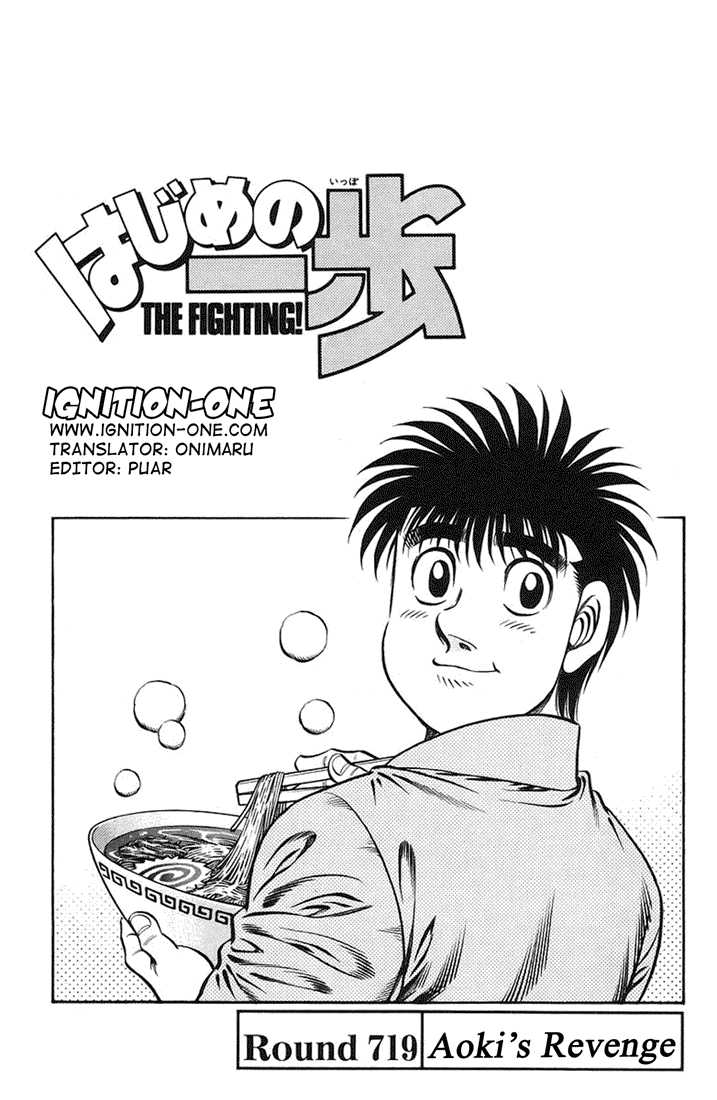 いっぽ
はじめの一歩
THE FIGHTING!
IGNITION-ONE
WWW.IGNITION-ONE.COM
TRANSLATOR: ONIMARU
EDITOR: PUAR
Round 719 Aoki's Revenge